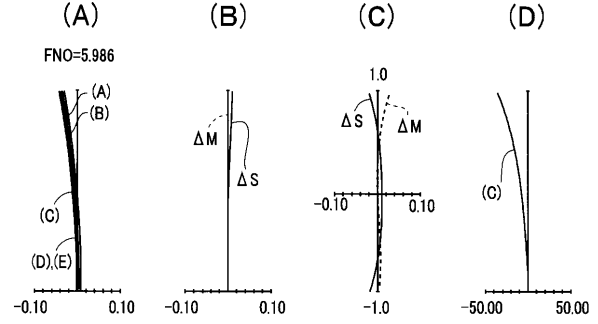 (A) (B) (C) (D)
FNO=5.986
1.0
(A)
(B)
ΔM
ΔS
ΔS
ΔM
(C)
(C)
(D),(E)
-0.10 0.10
-0.10 0.10 -0.10 0.10 -1.0 -50.00 50.00